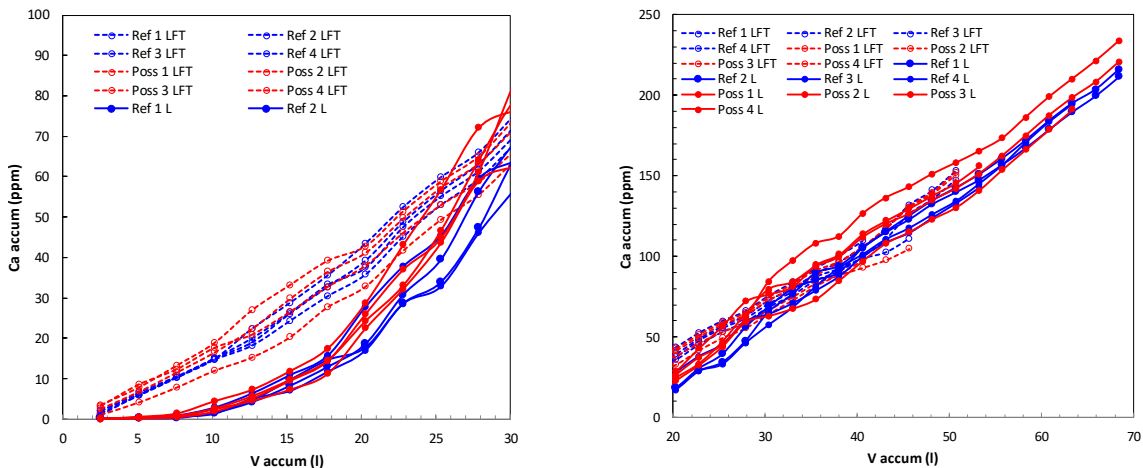 100
90
80
70
60
50
40
30
20
10
0
Ca accum (ppm)
Ref 1 LFT Ref 2 LFT
Ref 3 LFT Ref 4 LFT
Poss 1 LFT Poss 2 LFT
Poss 3 LFT Poss 4 LFT
Ref 1 L Ref 2 L
0 5 10 15 20 25 30
V accum (l)
250
200
150
100
50
0
Ca accum (ppm)
Ref 1 LFT Ref 2 LFT Ref 3 LFT
Ref 4 LFT Poss 1 LFT Poss 2 LFT
Poss 3 LFT Poss 4 LFT Ref 1 L
Ref 2 L Ref 3 L Ref 4 L
Poss 1 L Poss 2 L Poss 3 L
Poss 4 L
20 30 40 50 60 70
V accum (l)